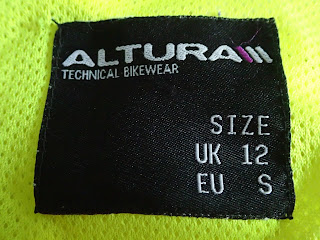 ALTURA
TECHNICAL BIKEWEAR
SIZE
UK 12
EU S